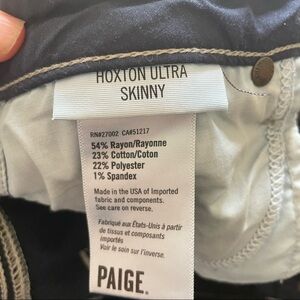 HOXTON ULTRA
SKINNY
RN#27002 CA#51217
54% Rayon/Rayonne
23% Cotton/Coton
22% Polyester
1% Spandex
Made in the USA of Imported
fabric and components.
See care on reverse.
Fabriqué aux États-Unis à partir
de tissus et composants
importés
Voir le soin sur l'inverse.
PAIGE.